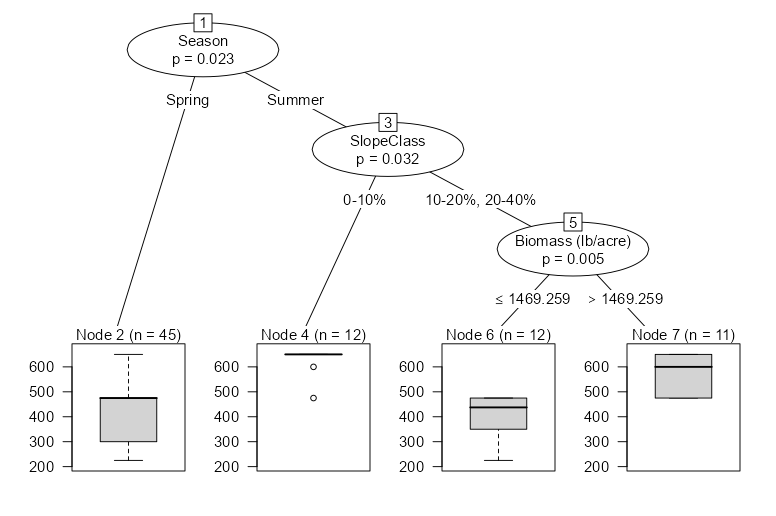 1
Season
p = 0.023
Spring
Summer
3
SlopeClass
p = 0.032
0-10%
10-20%, 20-40%
5
Biomass (lb/acre)
p = 0.005
≤ 1469.259
> 1469.259
Node 2 (n = 45)
600
500
400
300
200
Node 4 (n = 12)
600
500
400
300
200
Node 6 (n = 12)
600
500
400
300
200
Node 7 (n = 11)
600
500
400
300
200